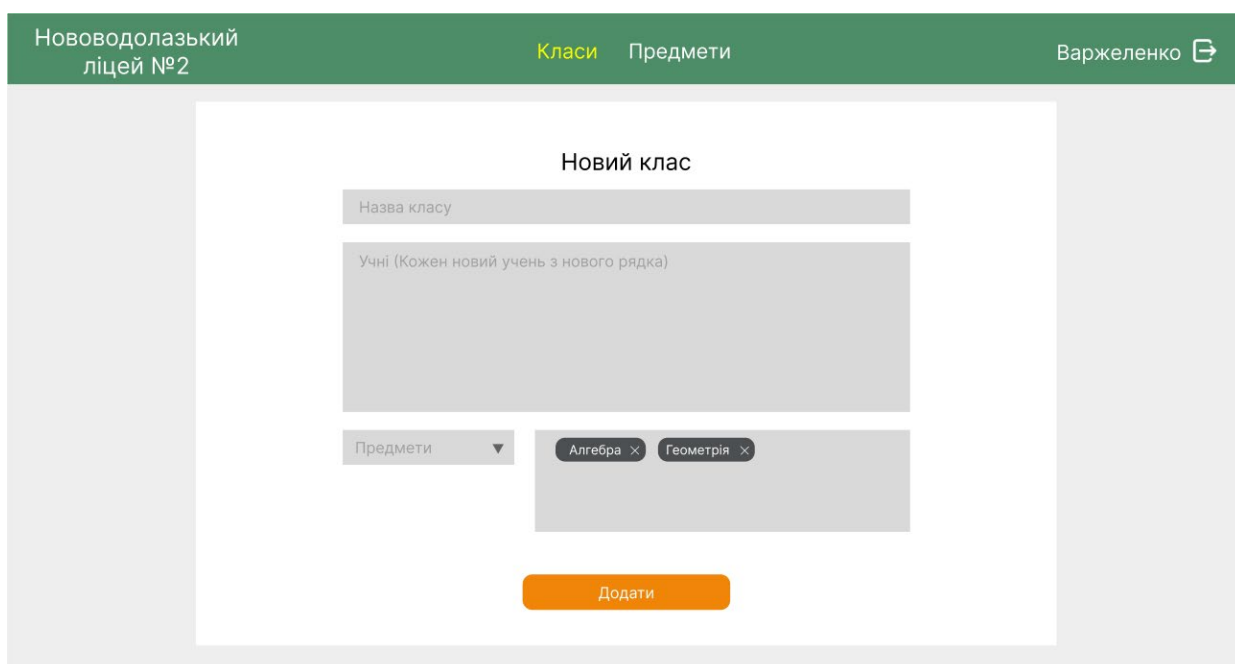 Нововодолазький
ліцей №2
Класи Предмети
Варжеленко
Новий клас
Назва класу
Учні (Кожен новий учень з нового рядка)
Предмети
Алгебра × Геометрія ×
Додати